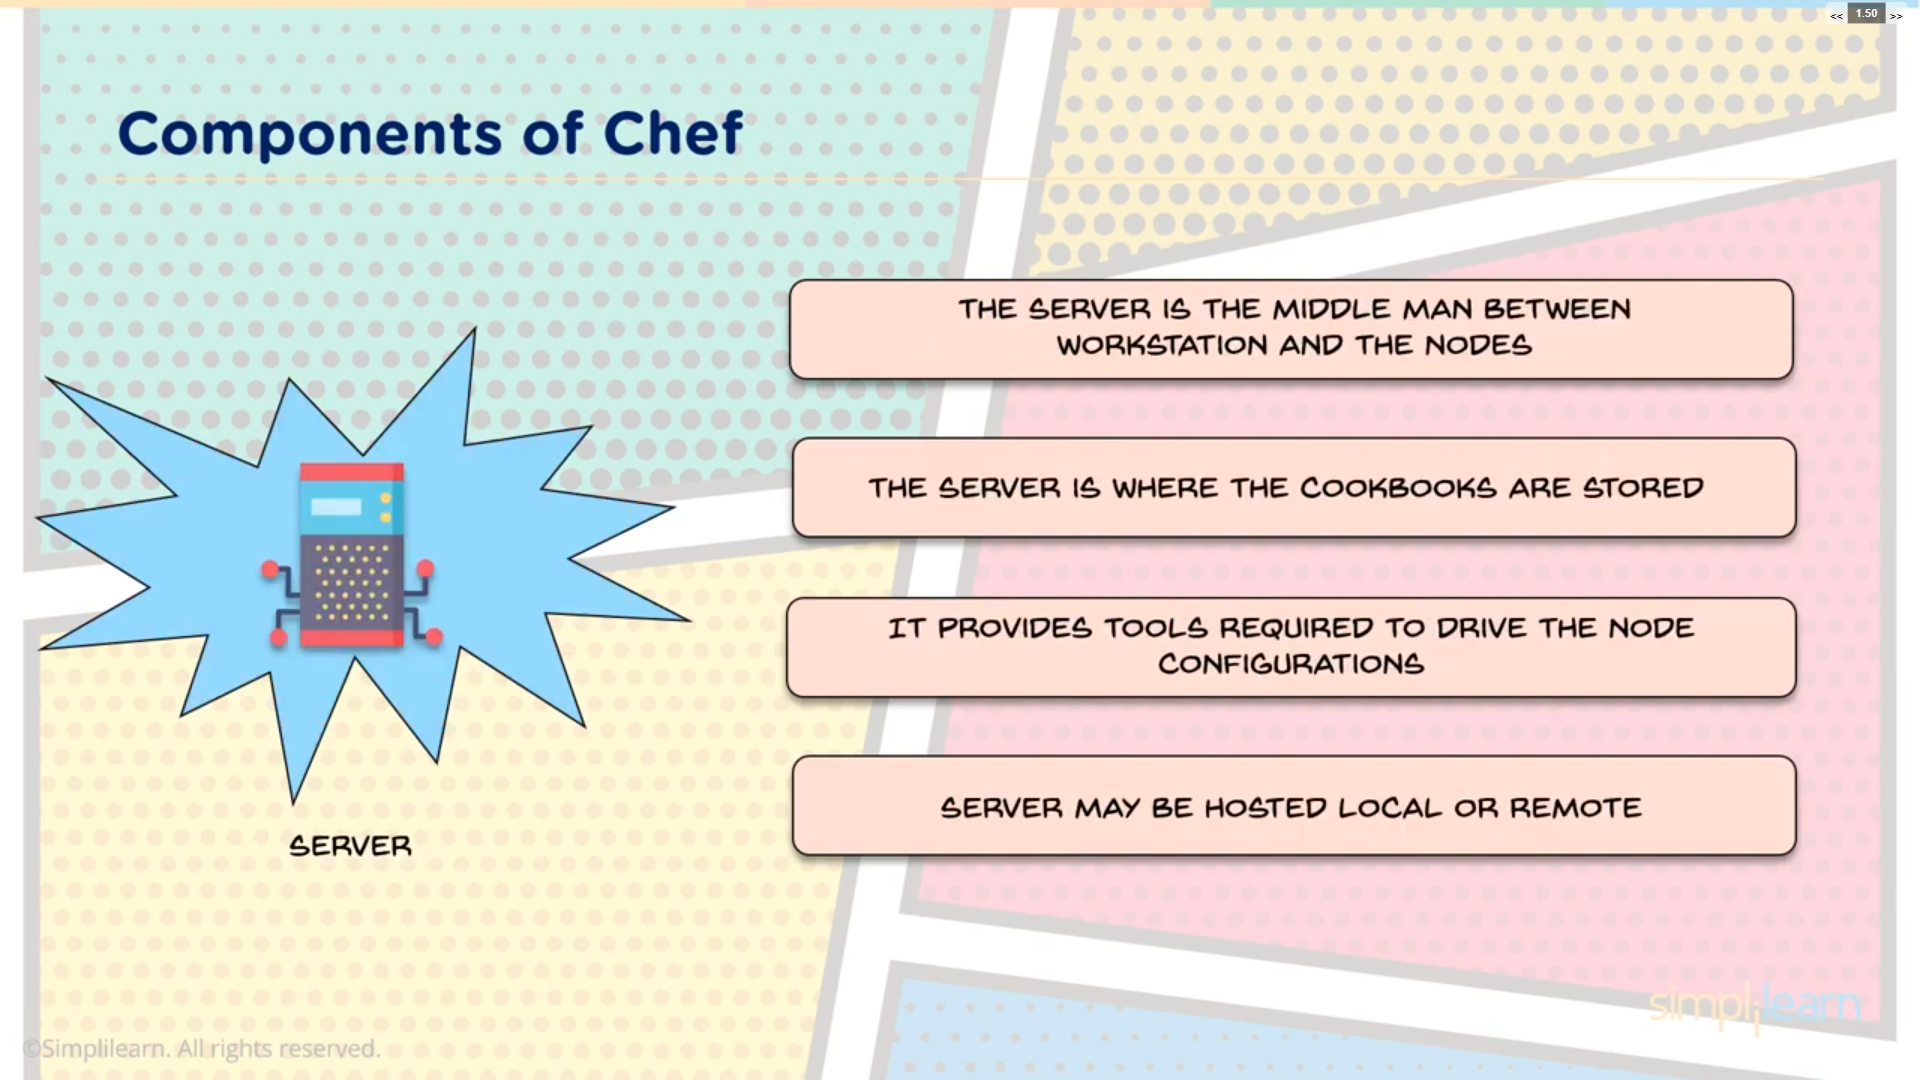 << 1.50 >>
Components of Chef
THE SERVER IS THE MIDDLE MAN BETWEEN
WORKSTATION AND THE NODES
THE SERVER IS WHERE THE COOKBOOKS ARE STORED
IT PROVIDES TOOLS REQUIRED TO DRIVE THE NODE
CONFIGURATIONS
SERVER MAY BE HOSTED LOCAL OR REMOTE
SERVER
simplilearn
©Simplilearn. All rights reserved.